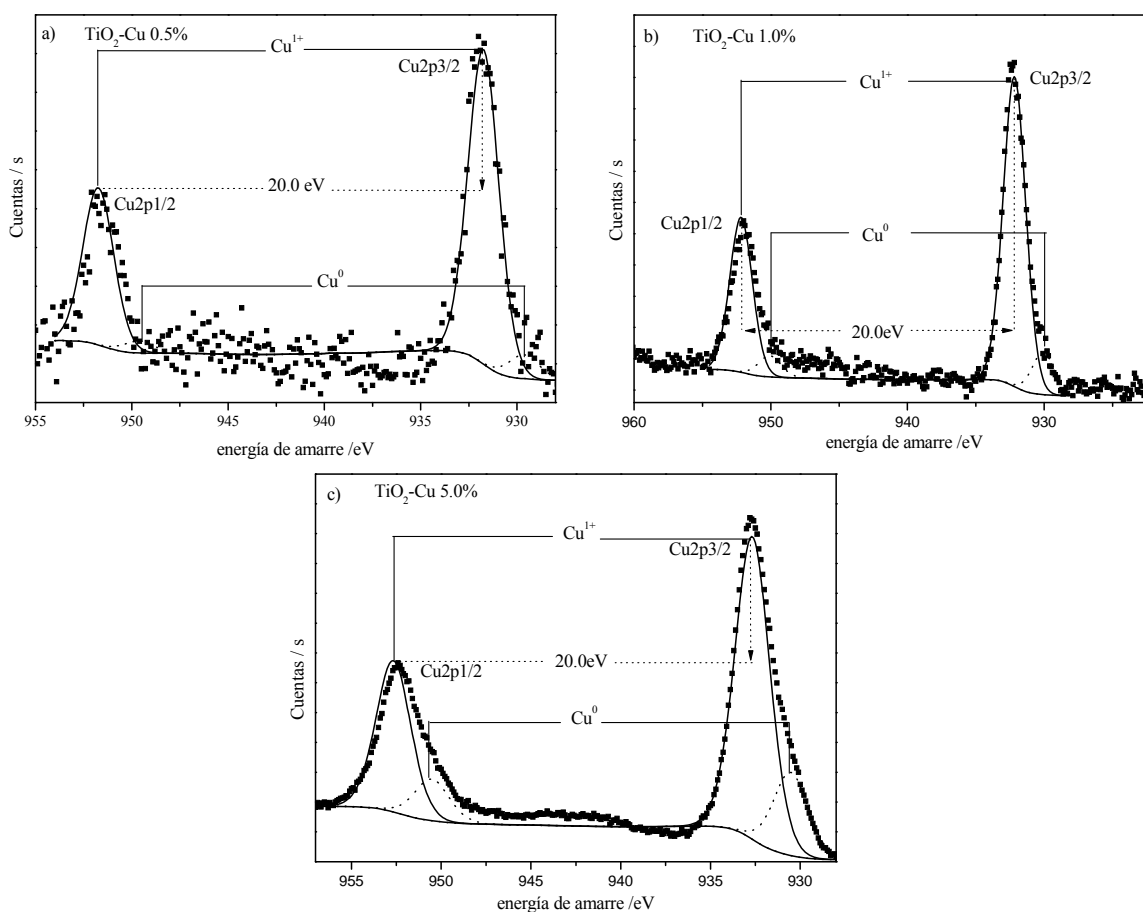 a) TiO₂-Cu 0.5%
Cu¹⁺
Cu2p3/2
20.0 eV
Cu2p1/2
Cu⁰
Cuentas / s
955 950 945 940 935 930
energía de amarre /eV
b) TiO₂-Cu 1.0%
Cu2p3/2
Cu¹⁺
Cu2p1/2
Cu⁰
20.0eV
Cuentas / s
960 950 940 930
energía de amarre /eV
c) TiO₂-Cu 5.0%
Cu¹⁺
Cu2p3/2
20.0eV
Cu2p1/2
Cu⁰
Cuentas / s
955 950 945 940 935 930
energía de amarre /eV